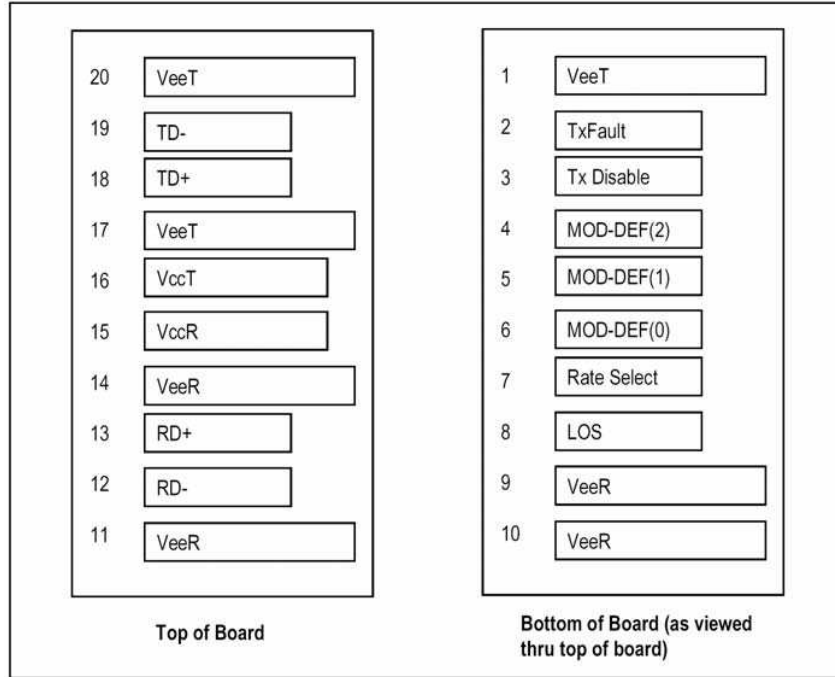 20 VeeT
19 TD-
18 TD+
17 VeeT
16 VccT
15 VccR
14 VeeR
13 RD+
12 RD-
11 VeeR
Top of Board
1 VeeT
2 TxFault
3 Tx Disable
4 MOD-DEF(2)
5 MOD-DEF(1)
6 MOD-DEF(0)
7 Rate Select
8 LOS
9 VeeR
10 VeeR
Bottom of Board (as viewed
thru top of board)